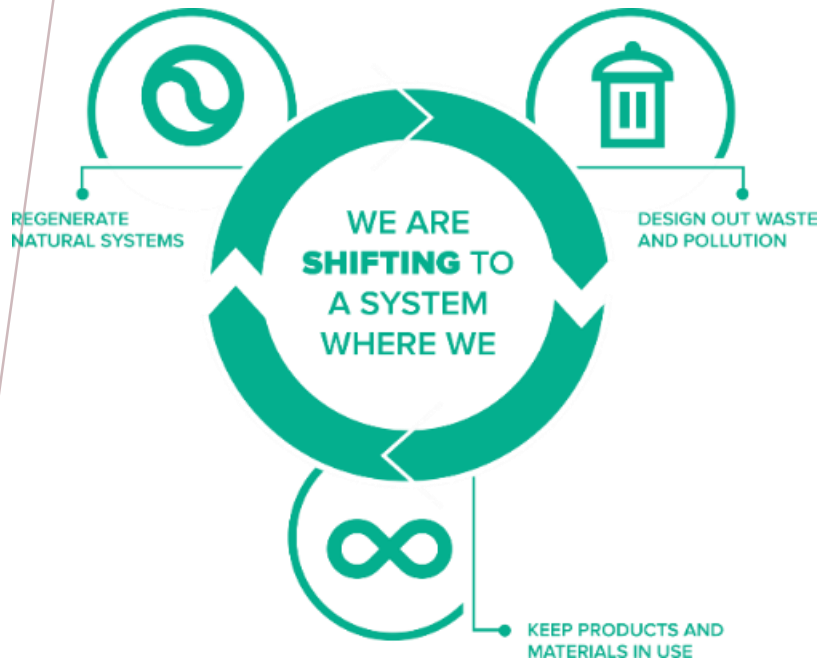 WE ARE
SHIFTING TO
A SYSTEM
WHERE WE
REGENERATE
NATURAL SYSTEMS
DESIGN OUT WASTE
AND POLLUTION
KEEP PRODUCTS AND
MATERIALS IN USE